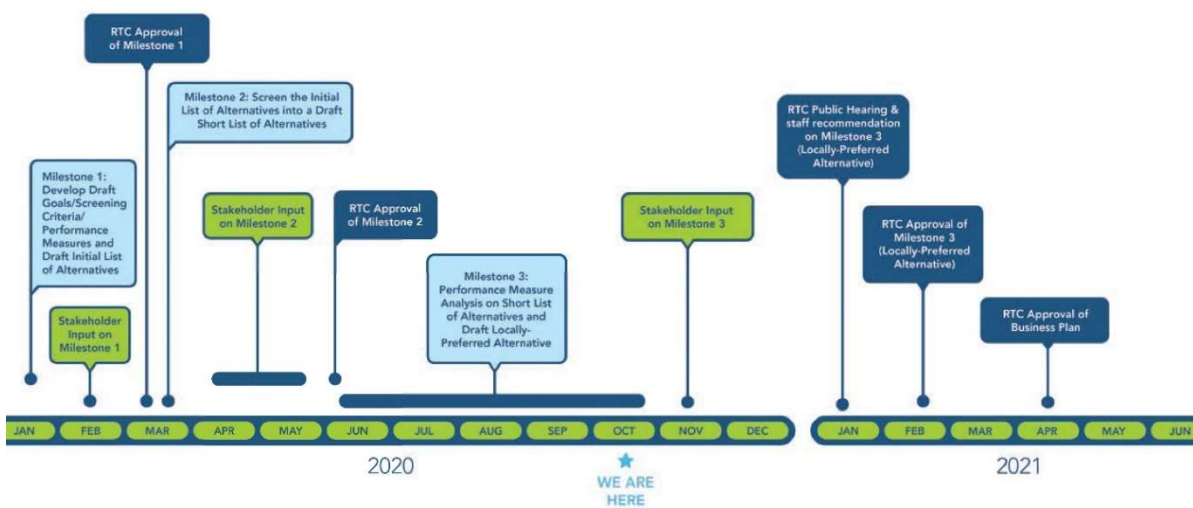 RTC Approval
of Milestone 1
Milestone 2: Screen the Initial
List of Alternatives into a Draft
Short List of Alternatives
Milestone 1:
Develop Draft
Goals/Screening
Criteria/
Performance
Measures and
Draft Initial List
of Alternatives
Stakeholder
Input on
Milestone 1
Stakeholder Input
on Milestone 2
RTC Approval
of Milestone 2
Milestone 3:
Performance Measure
Analysis on Short List
of Alternatives and
Draft Locally-
Preferred Alternative
Stakeholder Input
on Milestone 3
RTC Public Hearing &
staff recommendation
on Milestone 3
(Locally-Preferred
Alternative)
RTC Approval of
Milestone 3
(Locally-Preferred
Alternative)
RTC Approval of
Business Plan
JAN FEB MAR APR MAY JUN JUL AUG SEP OCT NOV DEC
JAN FEB MAR APR MAY JUN
2020
2021
WE ARE
HERE